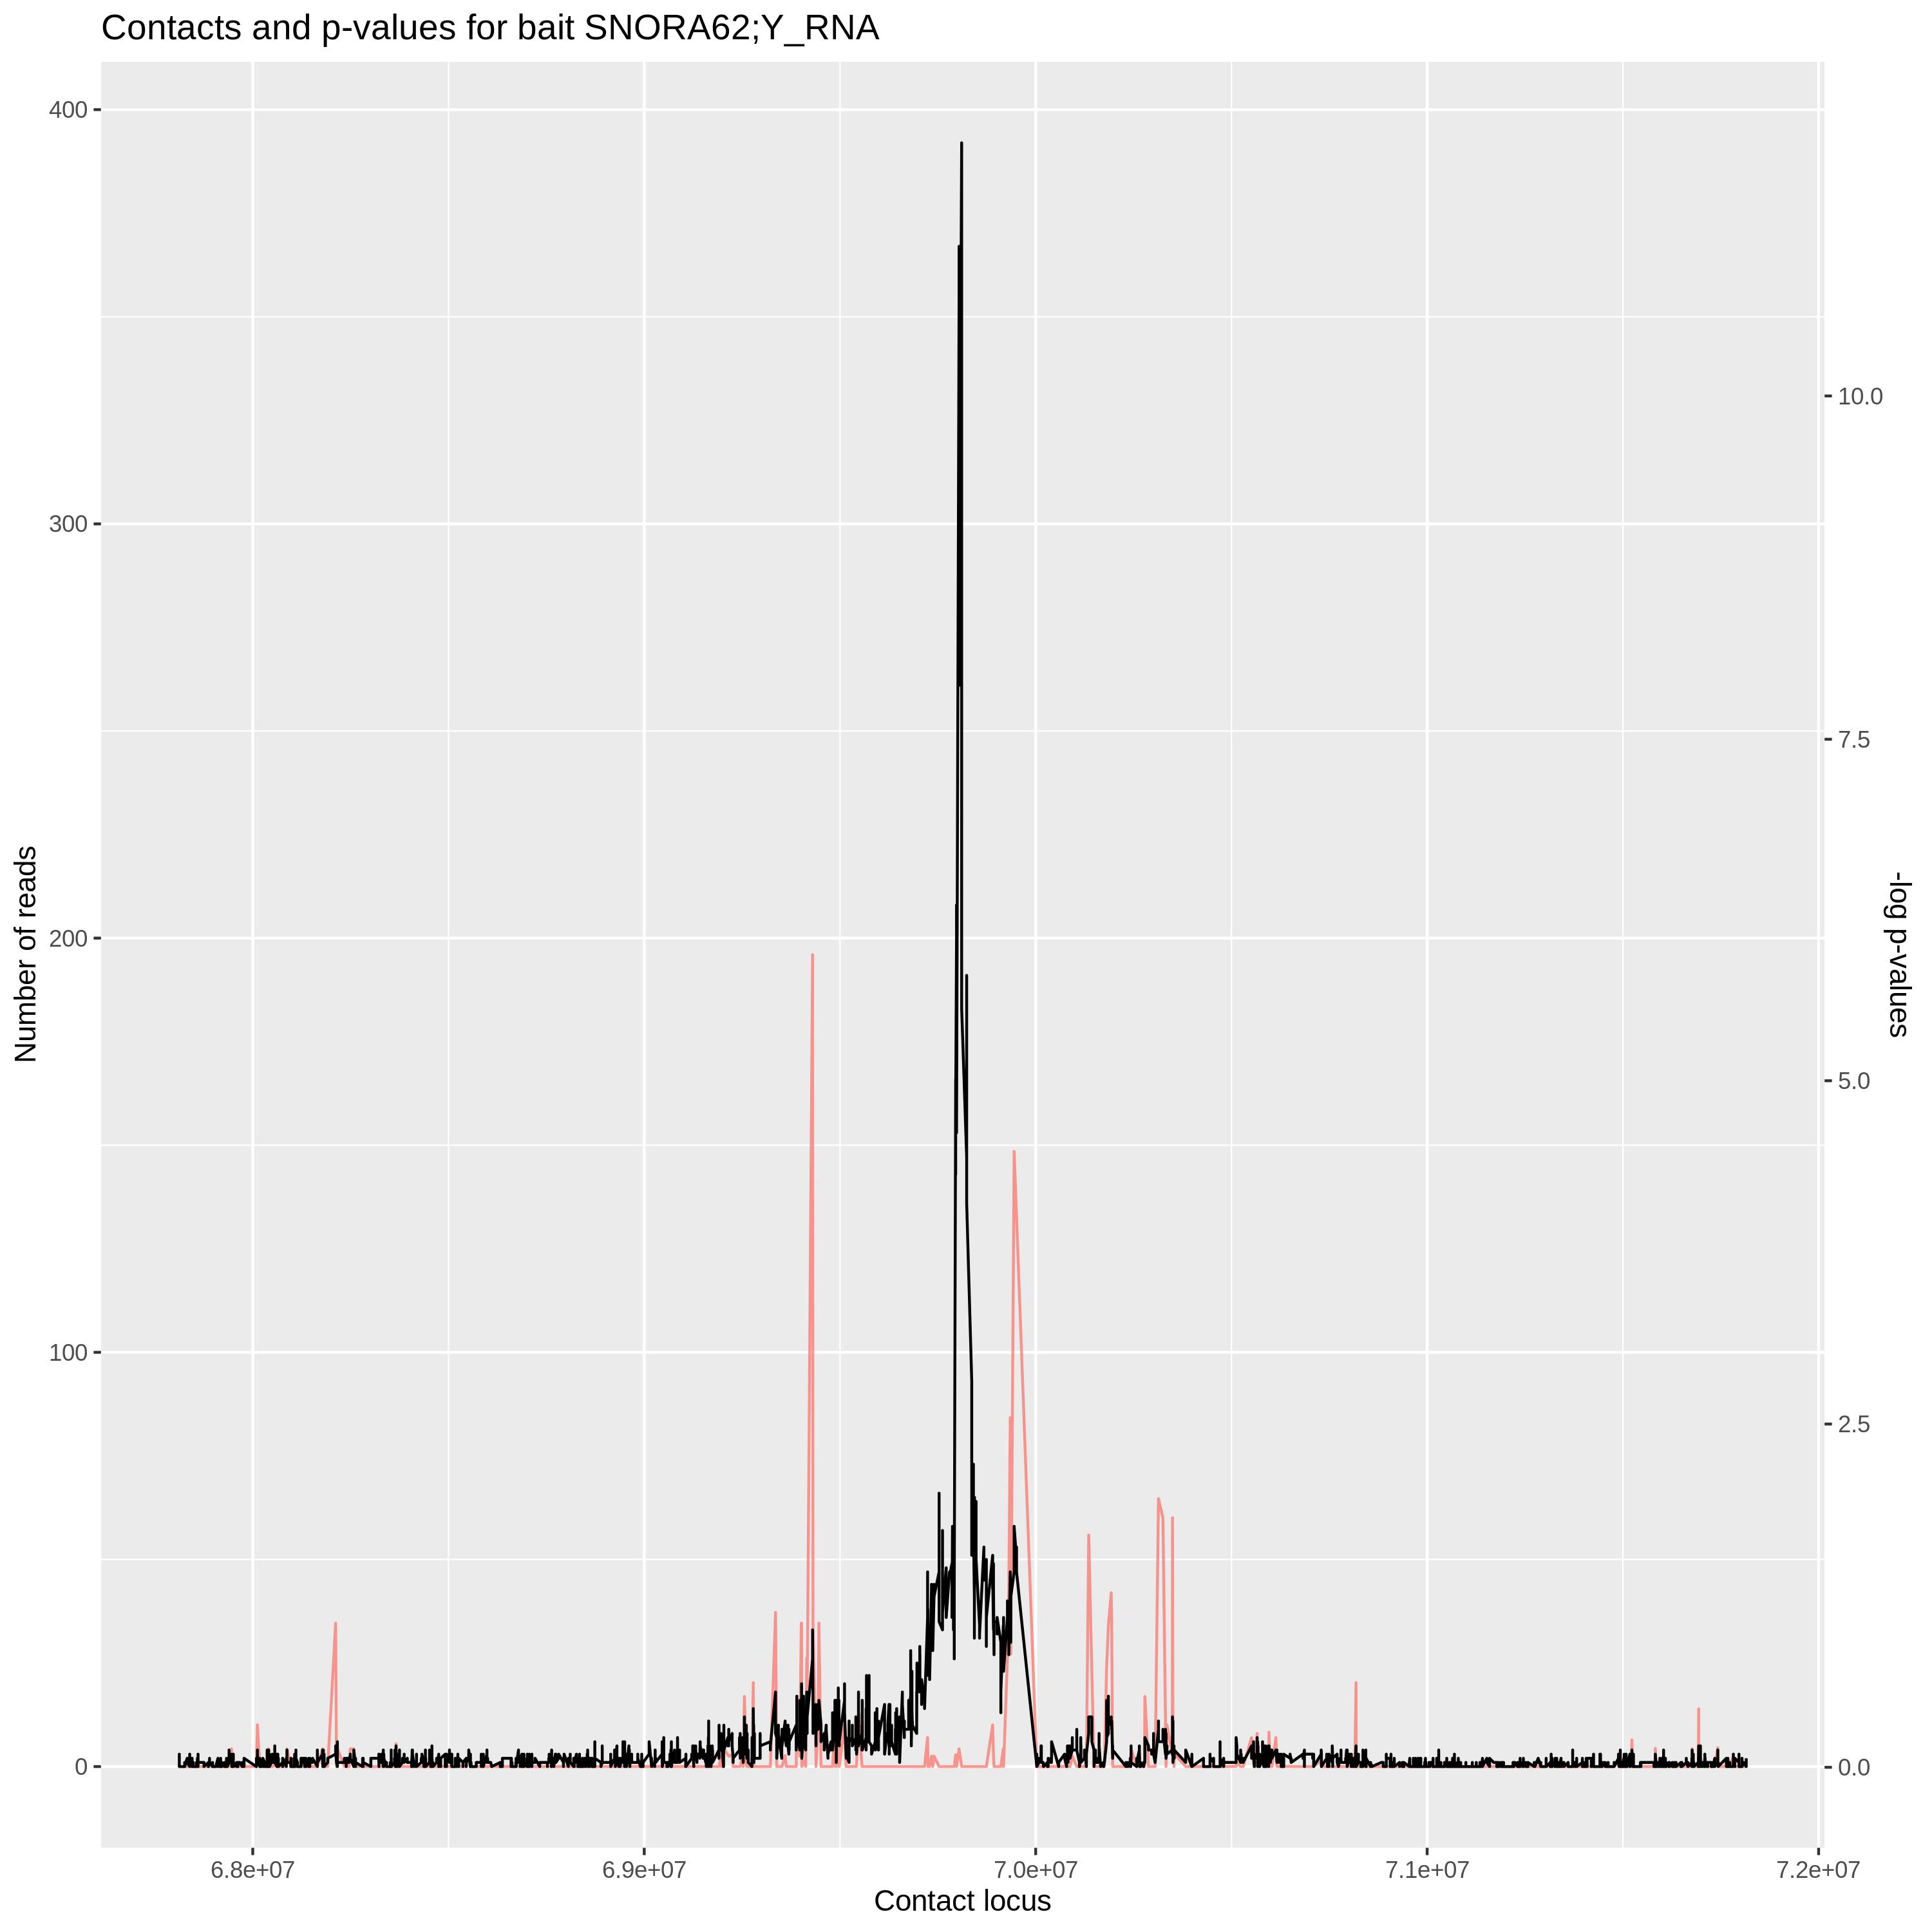 Contacts and p-values for bait SNORA62;Y_RNA
400
300
200
100
0
Number of reads
10.0
7.5
5.0
2.5
0.0
-log p-values
6.8e+07
6.9e+07
7.0e+07
7.1e+07
7.2e+07
Contact locus